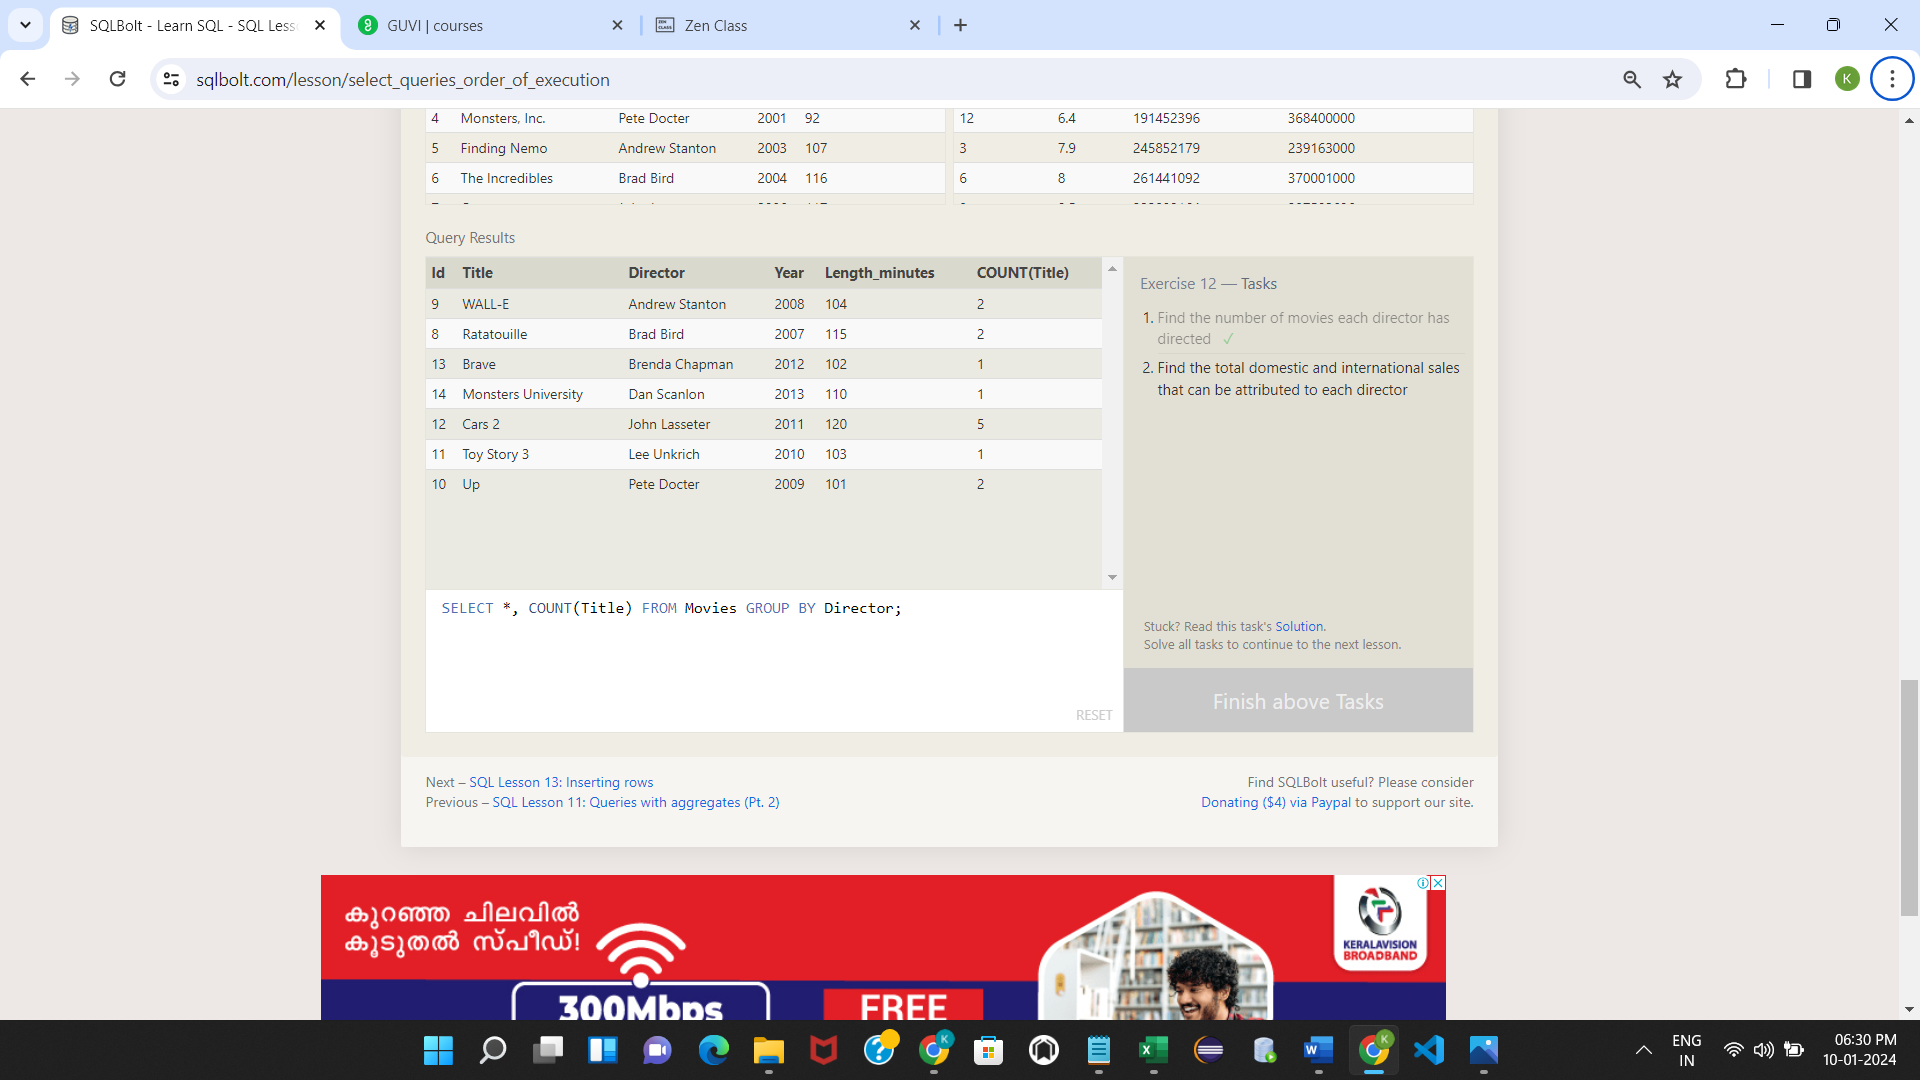 SQLBolt - Learn SQL - SQL Less
GUVI | courses
Zen Class
sqlbolt.com/lesson/select_queries_order_of_execution
K
4 Monsters, Inc. Pete Docter 2001 92
12 6.4 191452396 368400000
5 Finding Nemo Andrew Stanton 2003 107
3 7.9 245852179 239163000
6 The Incredibles Brad Bird 2004 116
6 8 261441092 370001000
Query Results
Id Title Director Year Length_minutes COUNT(Title)
9 WALL-E Andrew Stanton 2008 104 2
8 Ratatouille Brad Bird 2007 115 2
13 Brave Brenda Chapman 2012 102 1
14 Monsters University Dan Scanlon 2013 110 1
12 Cars 2 John Lasseter 2011 120 5
11 Toy Story 3 Lee Unkrich 2010 103 1
10 Up Pete Docter 2009 101 2
SELECT *, COUNT(Title) FROM Movies GROUP BY Director;
RESET
Exercise 12 — Tasks
1. Find the number of movies each director has
directed ✓
2. Find the total domestic and international sales
that can be attributed to each director
Stuck? Read this task's Solution.
Solve all tasks to continue to the next lesson.
Finish above Tasks
Next – SQL Lesson 13: Inserting rows
Previous – SQL Lesson 11: Queries with aggregates (Pt. 2)
Find SQLBolt useful? Please consider
Donating ($4) via Paypal to support our site.
കുറഞ്ഞ ചിലവിൽ
കൂടുതൽ സ്പീഡ്!
300Mbps
FREE
KERALAVISION
BROADBAND
ENG
IN
06:30 PM
10-01-2024